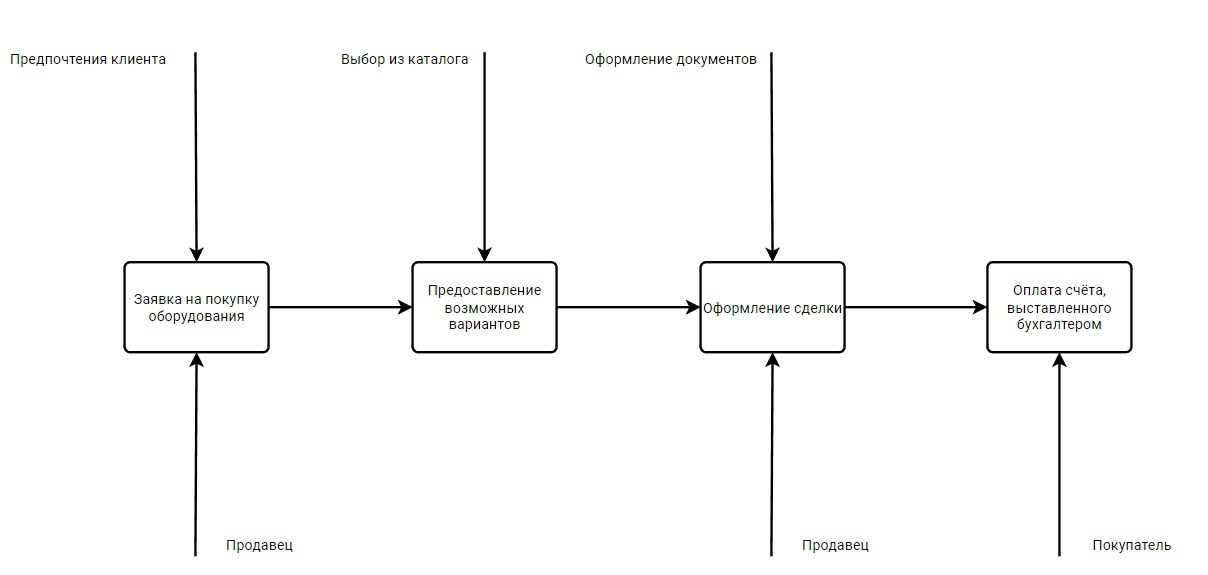 Предпочтения клиента
Выбор из каталога
Оформление документов
Заявка на покупку
оборудования
Предоставление
возможных
вариантов
Оформление сделки
Оплата счёта,
выставленного
бухгалтером
Продавец
Продавец
Покупатель